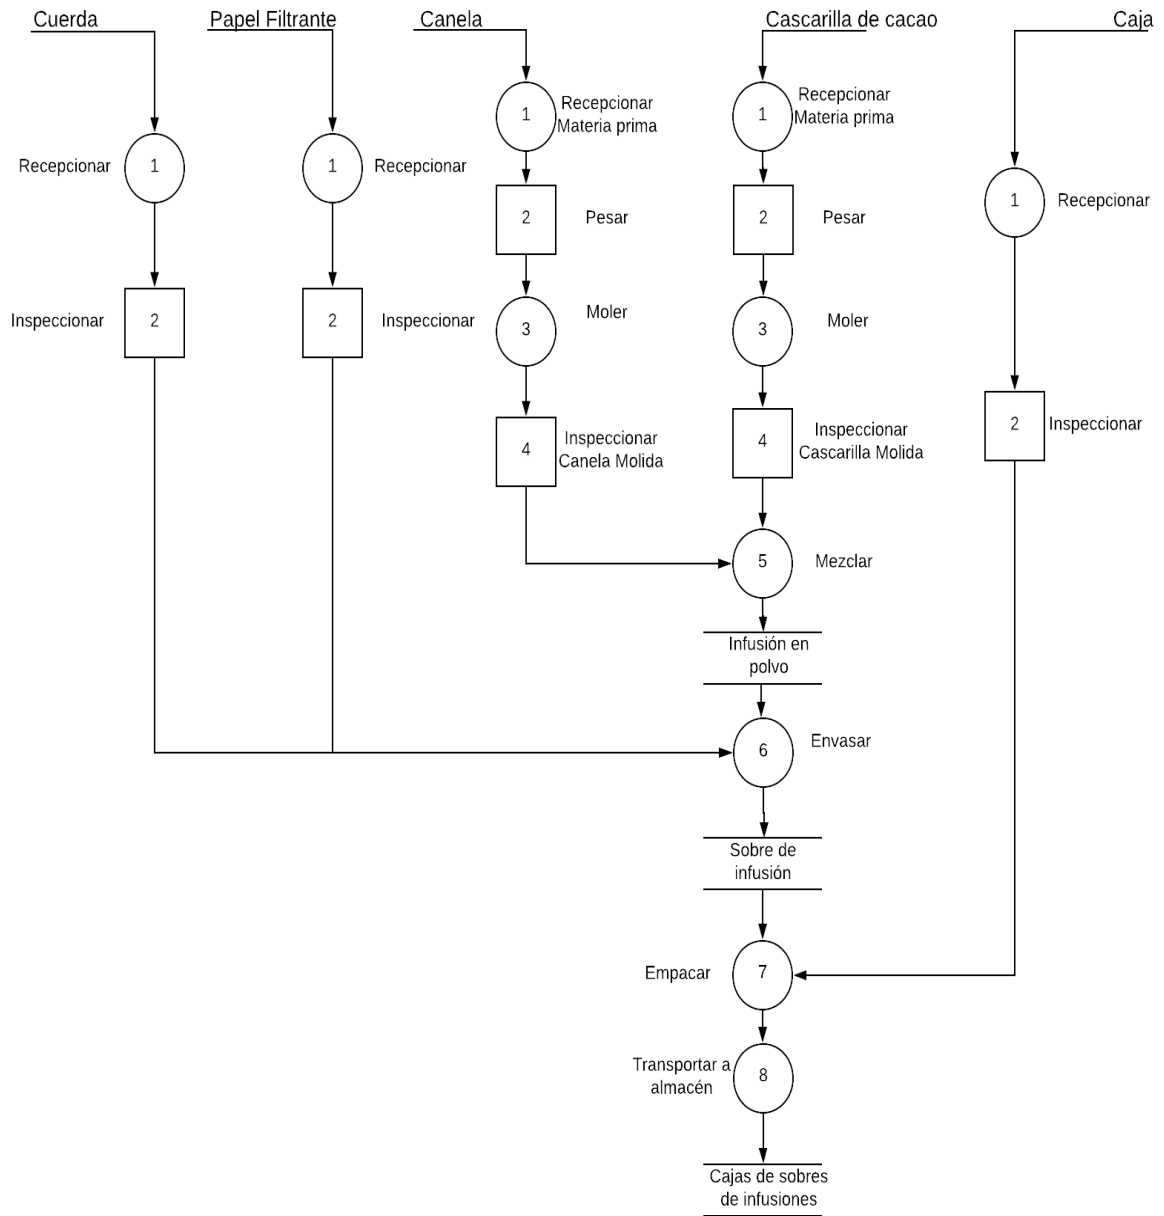 Cuerda
Papel Filtrante
Canela
Cascarilla de cacao
Caja
Recepcionar
1
1
Recepcionar
1
Recepcionar
Materia prima
1
Recepcionar
Materia prima
1
Recepcionar
2
Pesar
2
Pesar
Inspeccionar
2
2
Inspeccionar
3
Moler
3
Moler
2
Inspeccionar
4
Inspeccionar
Canela Molida
4
Inspeccionar
Cascarilla Molida
5
Mezclar
Infusión en
polvo
6
Envasar
Sobre de
infusión
Empacar
7
Transportar a
almacén
8
Cajas de sobres
de infusiones